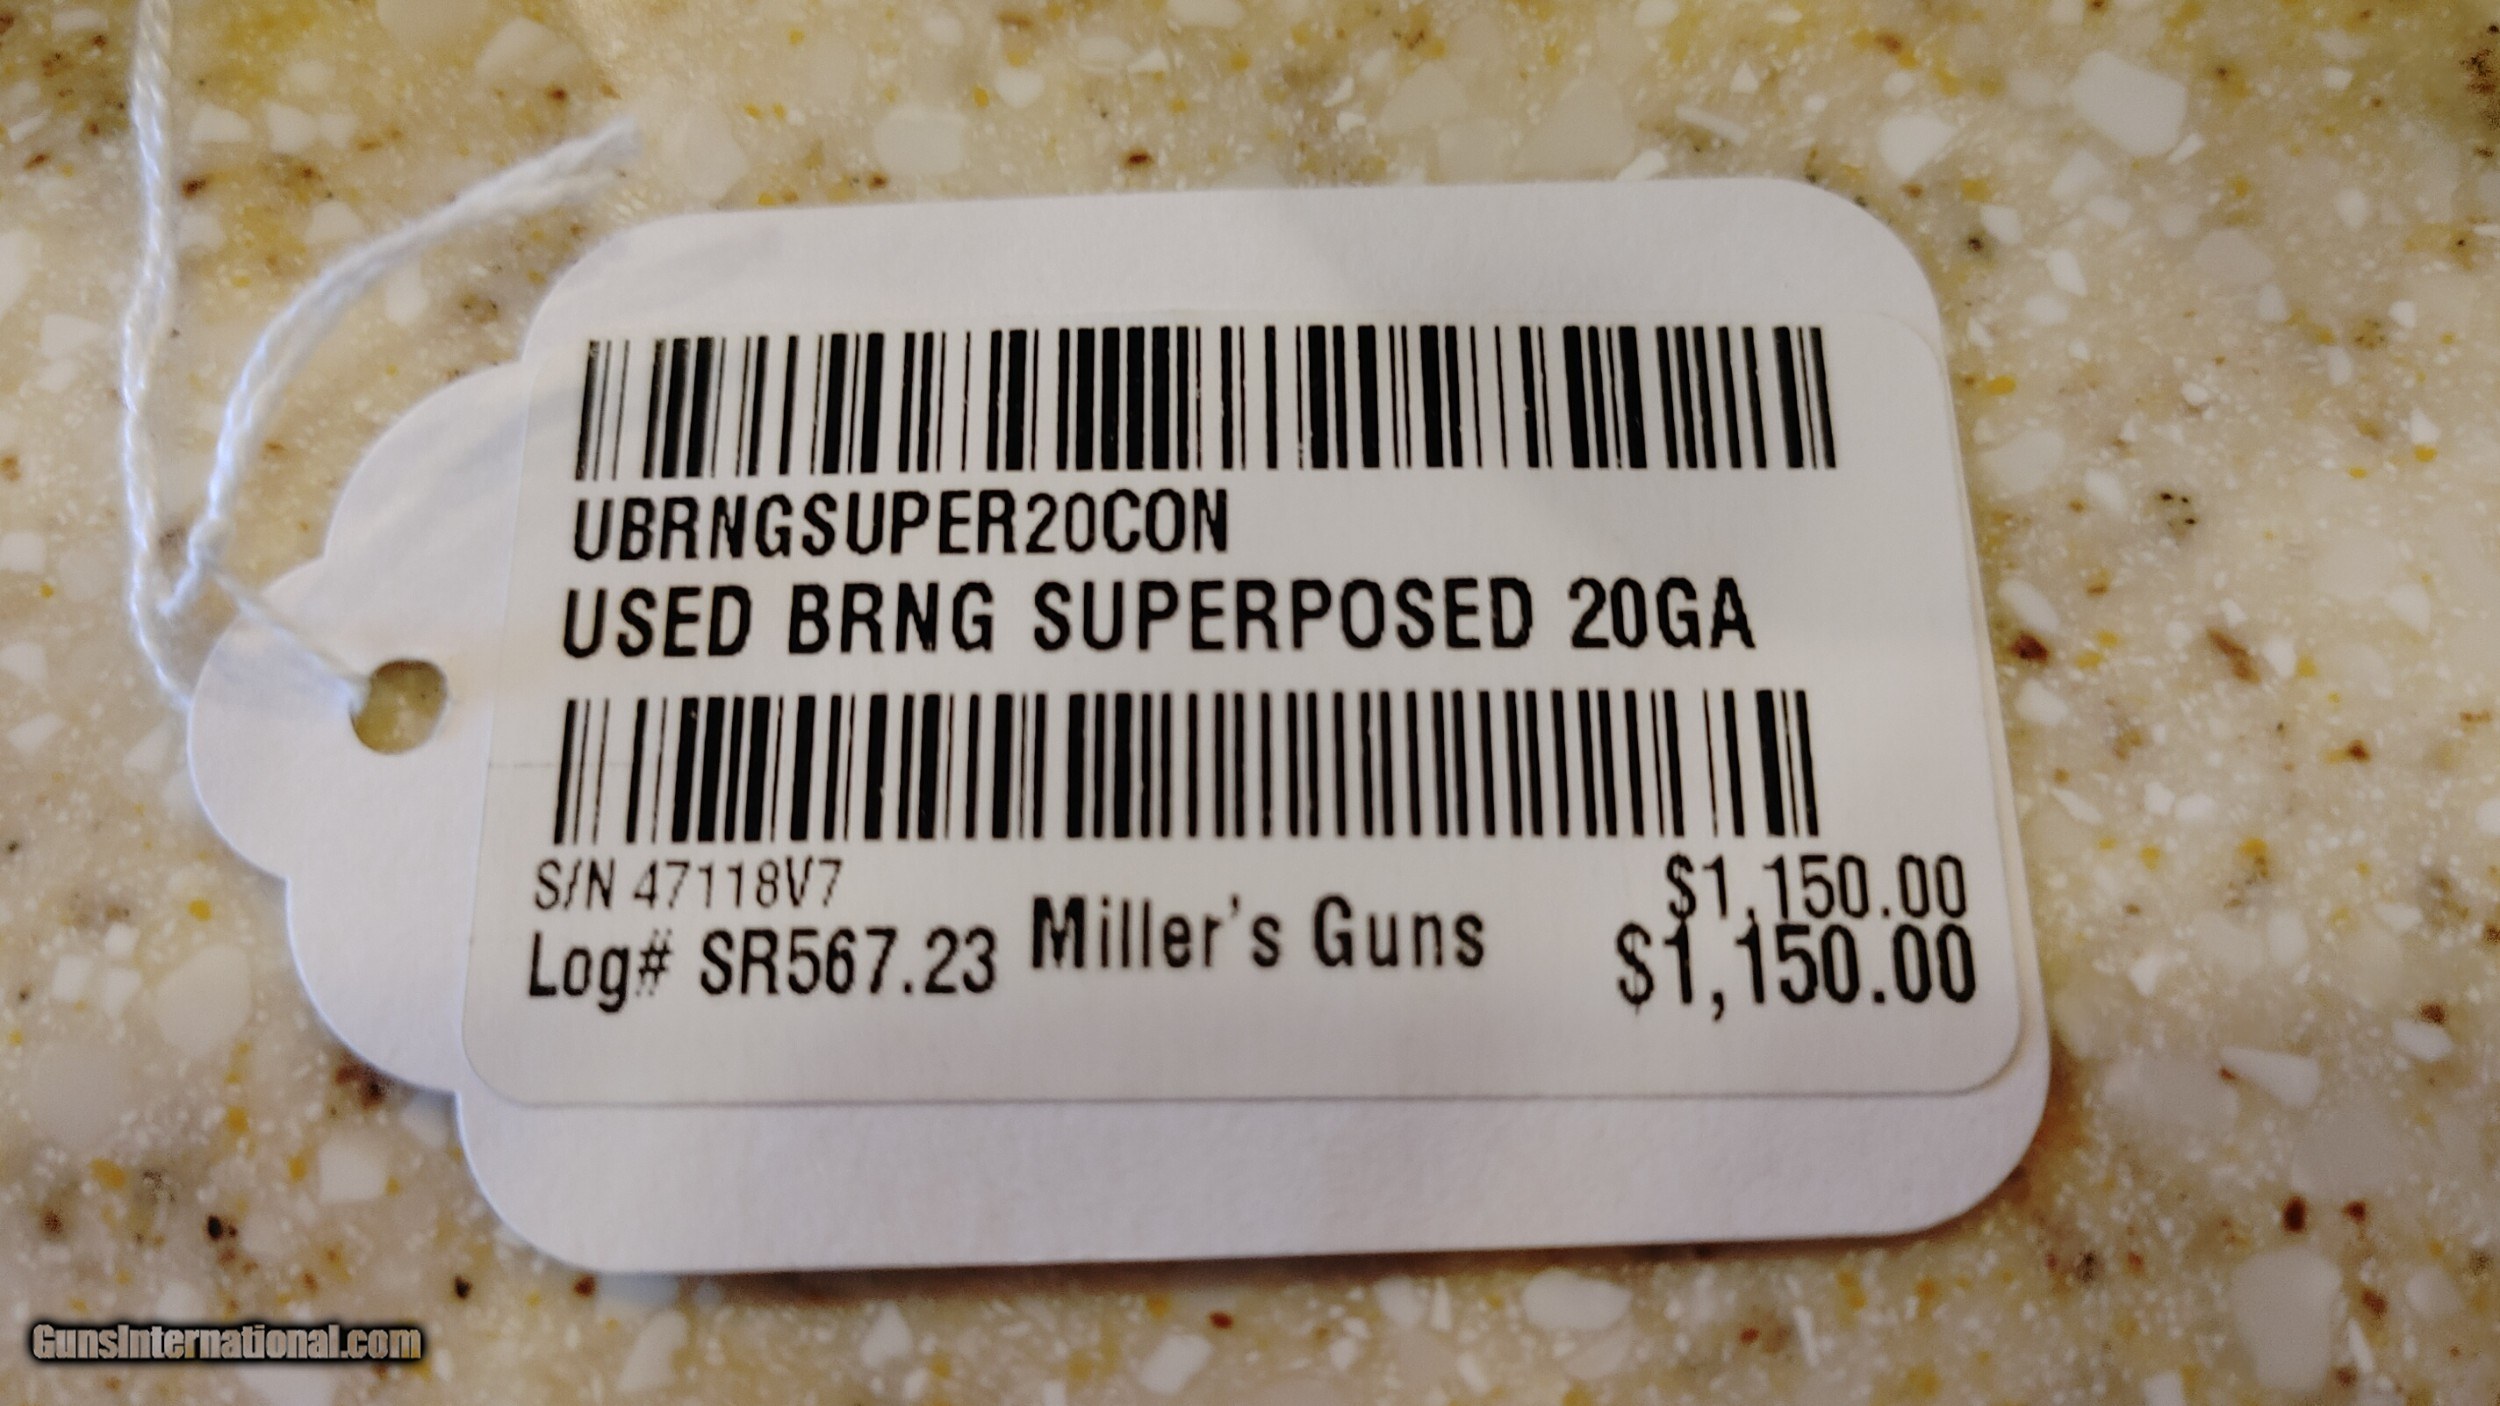 UBRNGSUPER20CON
USED BRNG SUPERPOSED 20GA
S/N 47118V7
$1,150.00
Log# SR567.23
Miller's Guns
$1,150.00
GunsInternational.com